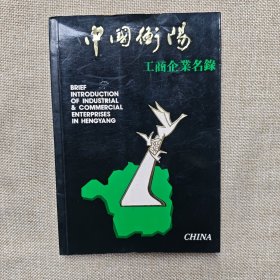 中國衡陽
工商企業名錄
BRIEF
INTRODUCTION
OF INDUSTRIAL
& COMMERCIAL
ENTERPRISES
IN HENGYANG
CHINA